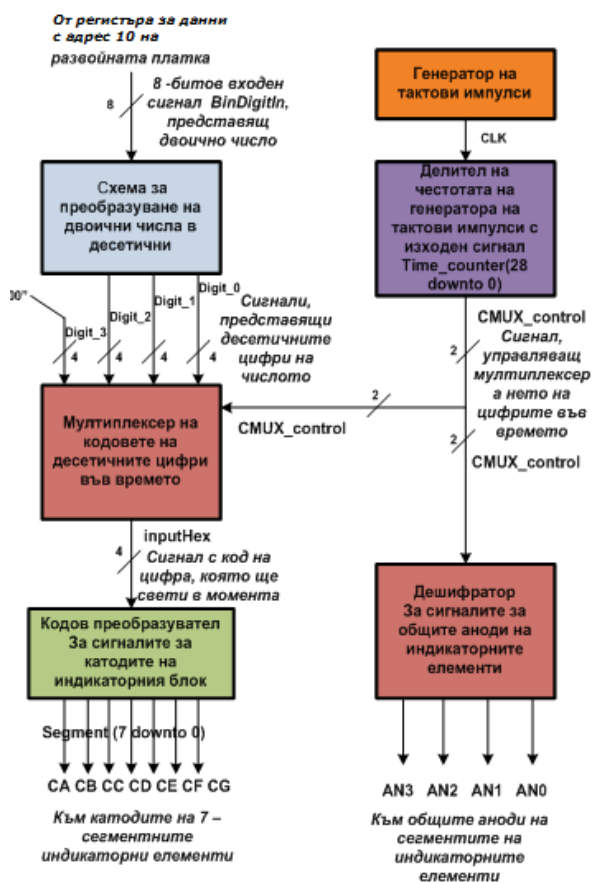 От регистъра за данни
с адрес 10 на
развойната платка
8 -битов входен
сигнал BinDigitIn,
представящ
двоично число
8
Генератор на
тактови импулси
CLK
Схема за
преобразуване на
двоични числа в
десетични
Делител на
честотата на
генератора на
тактови импулси с
изходен сигнал
Time_counter(28
downto 0)
00"
Digit_3
Digit_2
Digit_1
Digit_0
4
4
4
4
Сигнали,
представящи
десетичните
цифри на
числото
CMUX_control
2
Сигнал,
управляващ
мултиплексер
а нето на
цифрите във
времето
2
CMUX_control
2
CMUX_control
Мултиплексер на
кодовете на
десетичните цифри
във времето
inputHex
4
Сигнал с код на
цифра, която ще
свети в момента
Кодов преобразувател
За сигналите за
катодите на
индикаторния блок
Дешифратор
За сигналите за
общите аноди на
индикаторните
елементи
Segment (7 downto 0)
CA CB CC CD CE CF CG
Към катодите на 7 –
сегментните
индикаторни елементи
AN3 AN2 AN1 AN0
Към общите аноди на
сегментите на
индикаторните
елементи